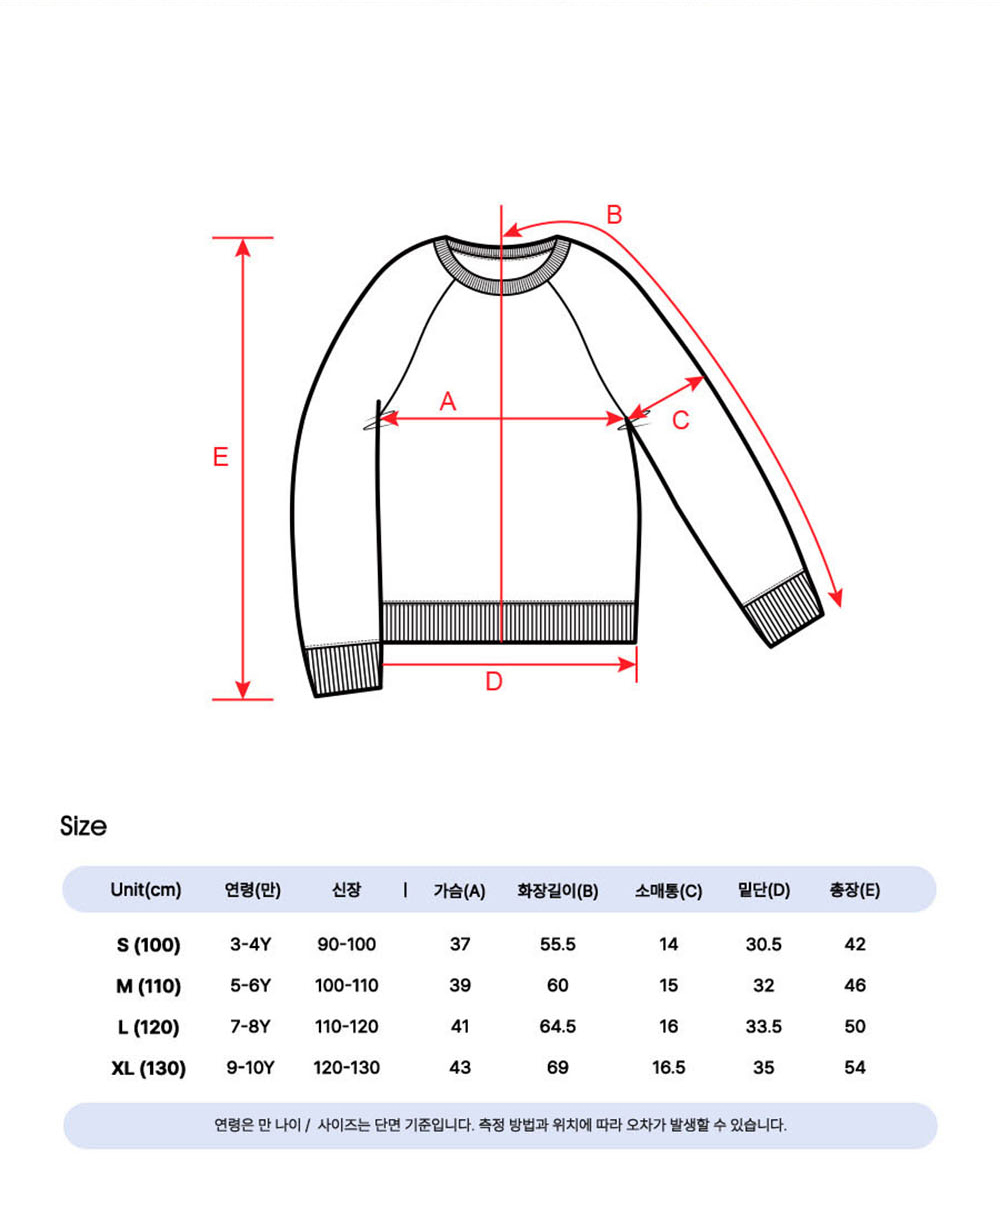 B
A
C
E
D
Size
Unit(cm) 연령(만) 신장 | 가슴(A) 화장길이(B) 소매통(C) 밑단(D) 총장(E)
S (100) 3-4Y 90-100 37 55.5 14 30.5 42
M (110) 5-6Y 100-110 39 60 15 32 46
L (120) 7-8Y 110-120 41 64.5 16 33.5 50
XL (130) 9-10Y 120-130 43 69 16.5 35 54
연령은 만 나이 / 사이즈는 단면 기준입니다. 측정 방법과 위치에 따라 오차가 발생할 수 있습니다.